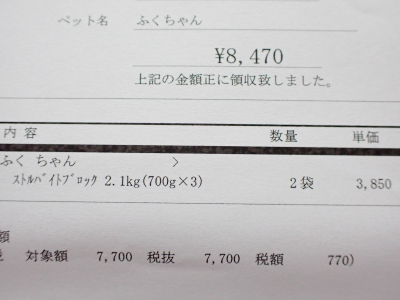 ペット名 ふくちゃん
¥8,470
上記の金額正に領収致しました。
内 容 数量 単価
ふく ちゃん >
ｽﾄﾙﾊﾞｲﾄﾌﾞﾛｯｸ 2.1kg(700g×3) 2袋 3,850
額
対象額 7,700 税抜 7,700 税額 770)